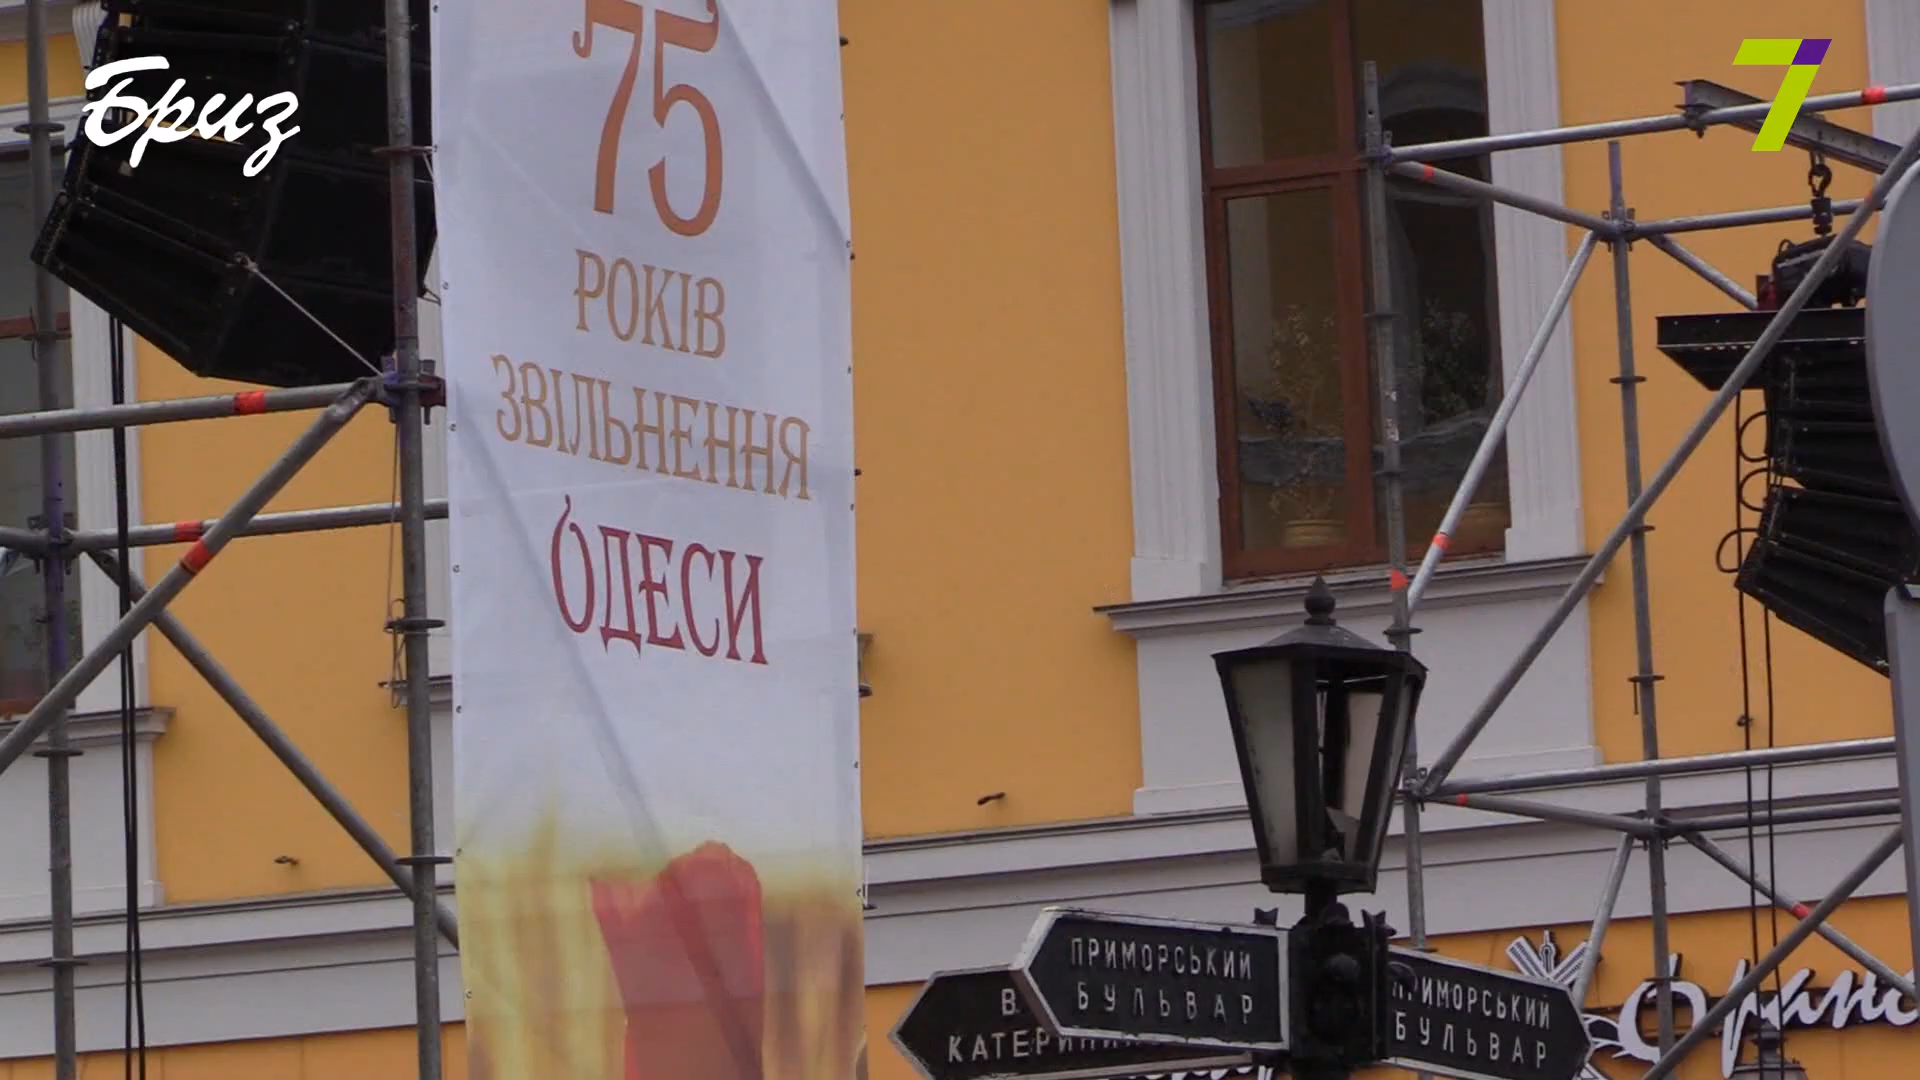 Бриз
7
75
РОКІВ
ЗВІЛЬНЕННЯ
ОДЕСИ
ПРИМОРСЬКИЙ
БУЛЬВАР
В.
ПРИМОРСЬКИЙ
БУЛЬВАР